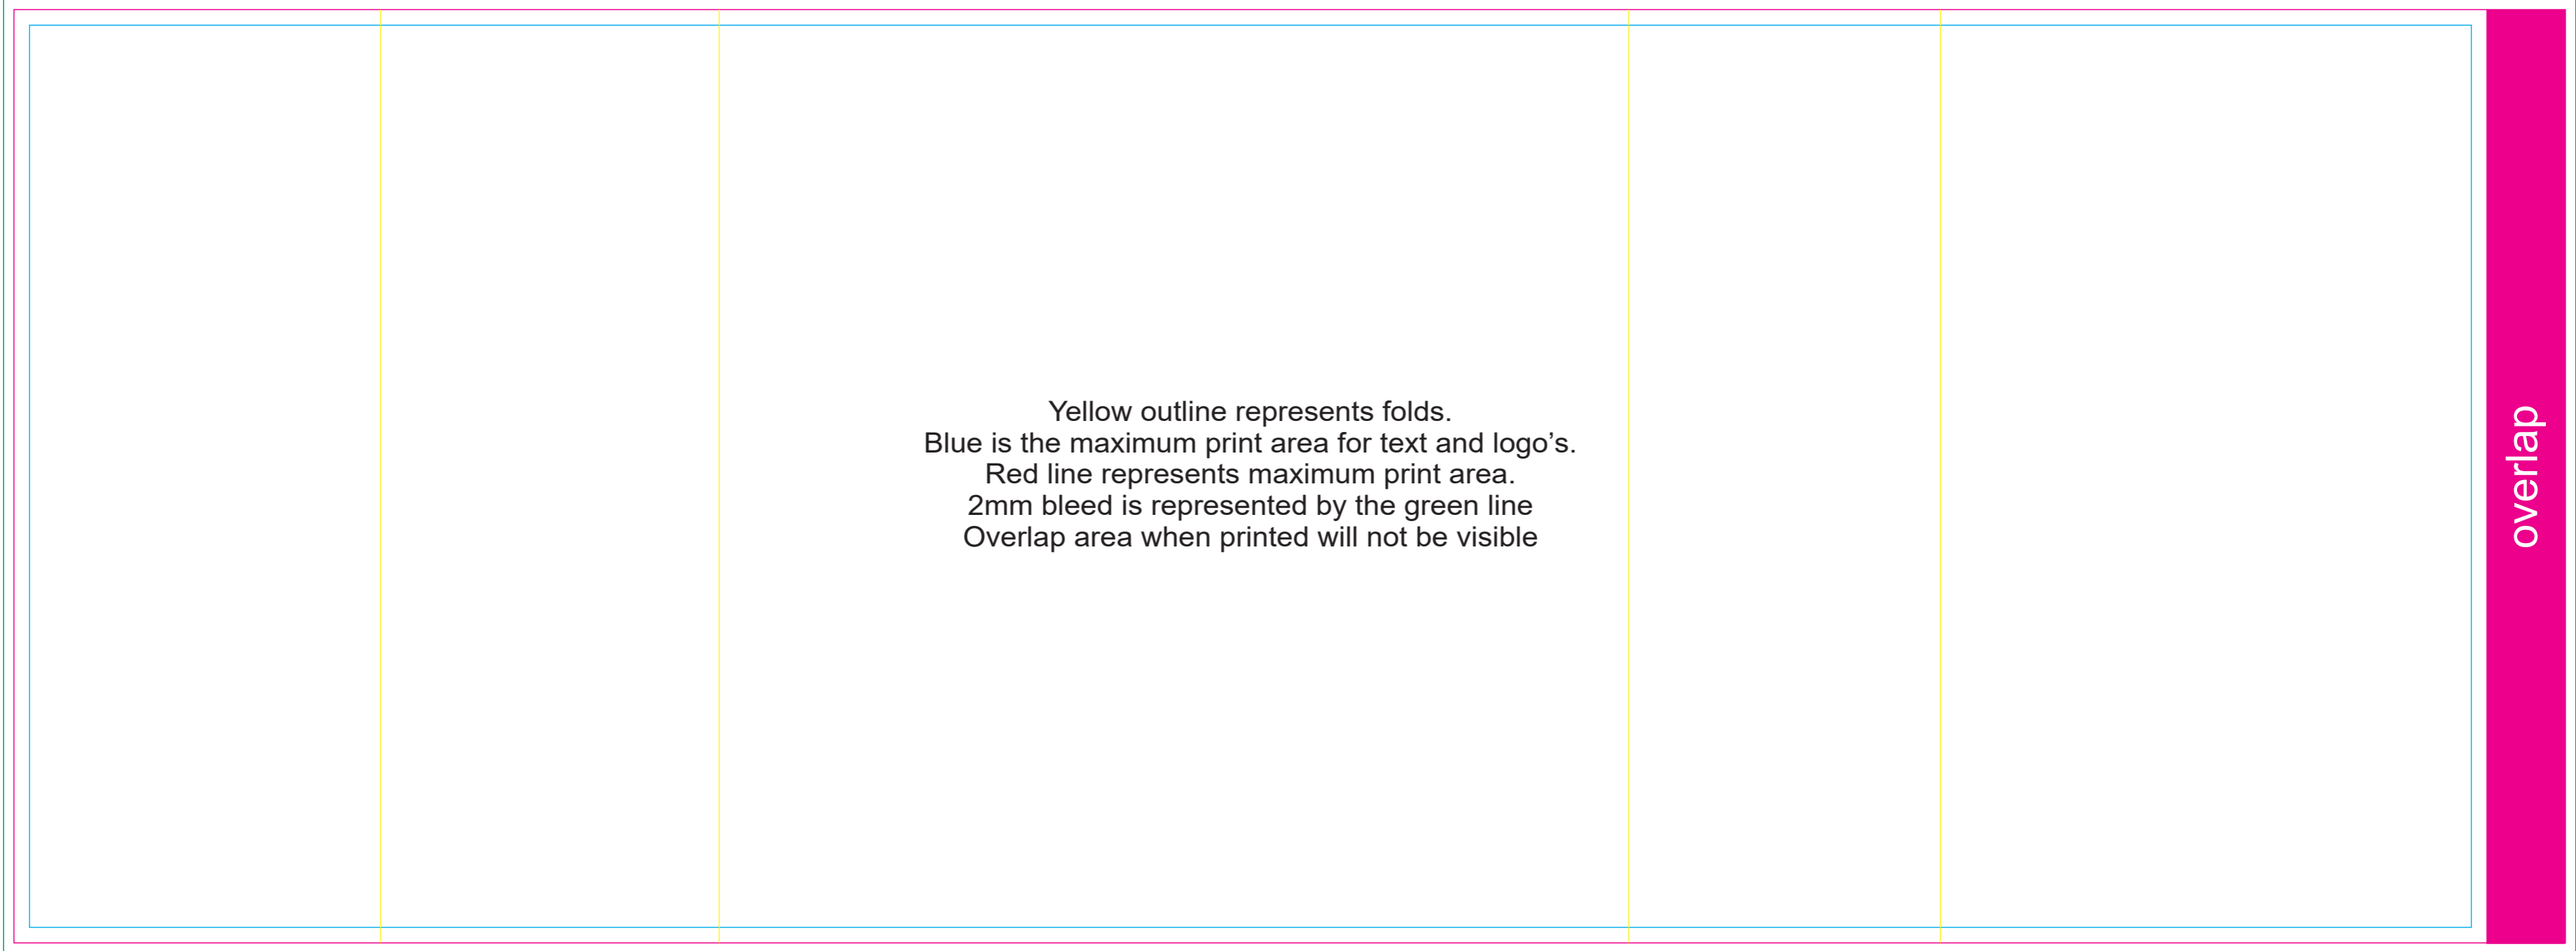 Yellow outline represents folds.
Blue is the maximum print area for text and logo’s.
Red line represents maximum print area.
2mm bleed is represented by the green line
Overlap area when printed will not be visible
overlap